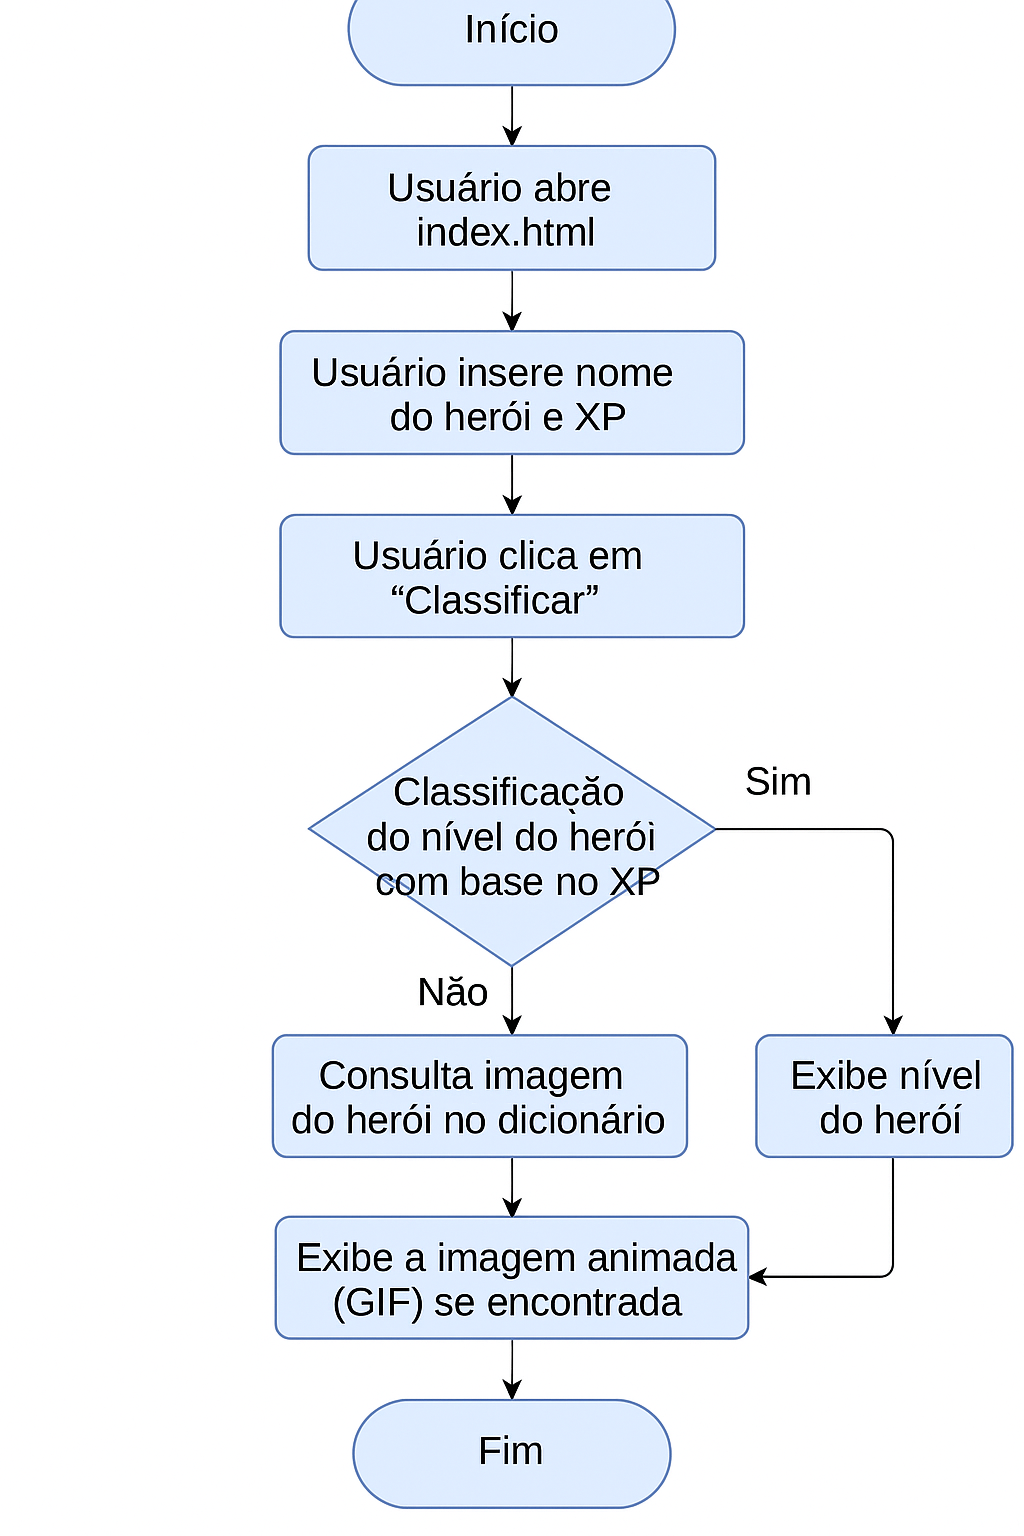 Início
Usuário abre
index.html
Usuário insere nome
do herói e XP
Usuário clica em
“Classificar”
Classificação
do nível do herói
com base no XP
Sim
Năo
Consulta imagem
do herói no dicionário
Exibe nível
do heróí
Exibe a imagem animada
(GIF) se encontrada
Fim